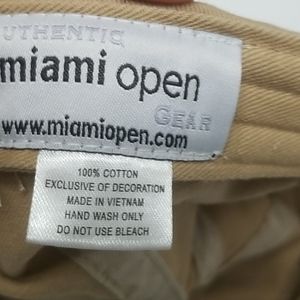 AUTHENTIC
miami open
GEAR
www.miamiopen.com
100% COTTON
EXCLUSIVE OF DECORATION
MADE IN VIETNAM
HAND WASH ONLY
DO NOT USE BLEACH